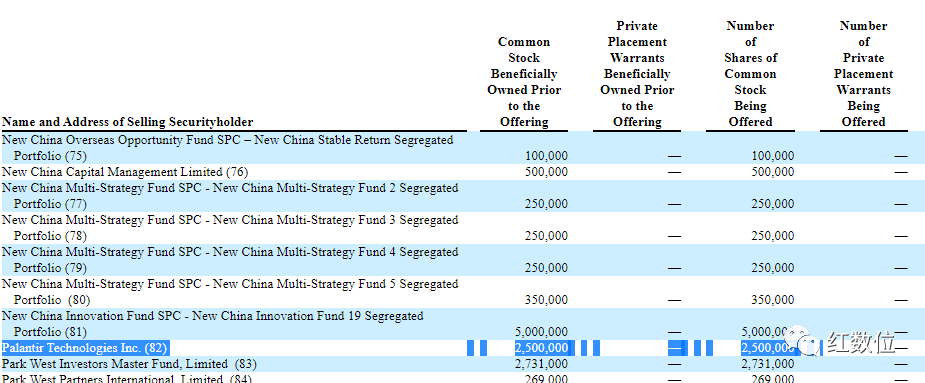 Common Stock Beneficially Owned Prior to the Offering
Private Placement Warrants Beneficially Owned Prior to the Offering
Number of Shares of Common Stock Being Offered
Number of Private Placement Warrants Being Offered
Name and Address of Selling Securityholder
New China Overseas Opportunity Fund SPC – New China Stable Return Segregated
Portfolio (75) 100,000 — 100,000 —
New China Capital Management Limited (76) 500,000 — 500,000 —
New China Multi-Strategy Fund SPC - New China Multi-Strategy Fund 2 Segregated
Portfolio (77) 250,000 — 250,000 —
New China Multi-Strategy Fund SPC - New China Multi-Strategy Fund 3 Segregated
Portfolio (78) 250,000 — 250,000 —
New China Multi-Strategy Fund SPC - New China Multi-Strategy Fund 4 Segregated
Portfolio (79) 250,000 — 250,000 —
New China Multi-Strategy Fund SPC - New China Multi-Strategy Fund 5 Segregated
Portfolio (80) 350,000 — 350,000 —
New China Innovation Fund SPC - New China Innovation Fund 19 Segregated
Portfolio (81) 5,000,000 — 5,000,000 —
Palantir Technologies Inc. (82) 2,500,000 — 2,500,000 —
Park West Investors Master Fund, Limited (83) 2,731,000 — 2,731,000 —
Park West Partners International, Limited (84) 269,000 — 269,000 —
红数位